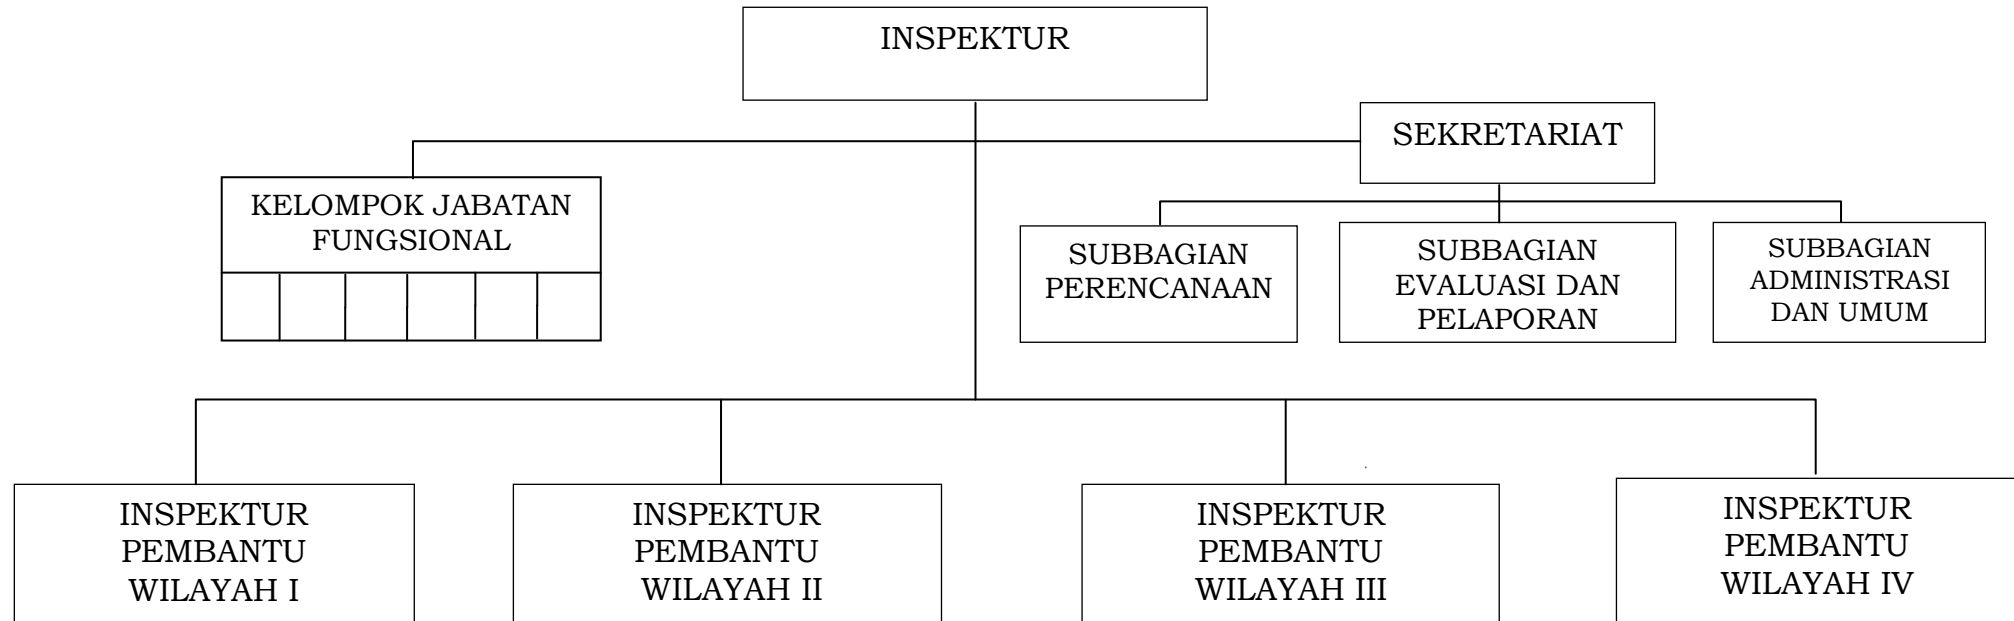 INSPEKTUR
SEKRETARIAT
KELOMPOK JABATAN
FUNGSIONAL
SUBBAGIAN
PERENCANAAN
SUBBAGIAN
EVALUASI DAN
PELAPORAN
SUBBAGIAN
ADMINISTRASI
DAN UMUM
INSPEKTUR
PEMBANTU
WILAYAH I
INSPEKTUR
PEMBANTU
WILAYAH II
INSPEKTUR
PEMBANTU
WILAYAH III
INSPEKTUR
PEMBANTU
WILAYAH IV